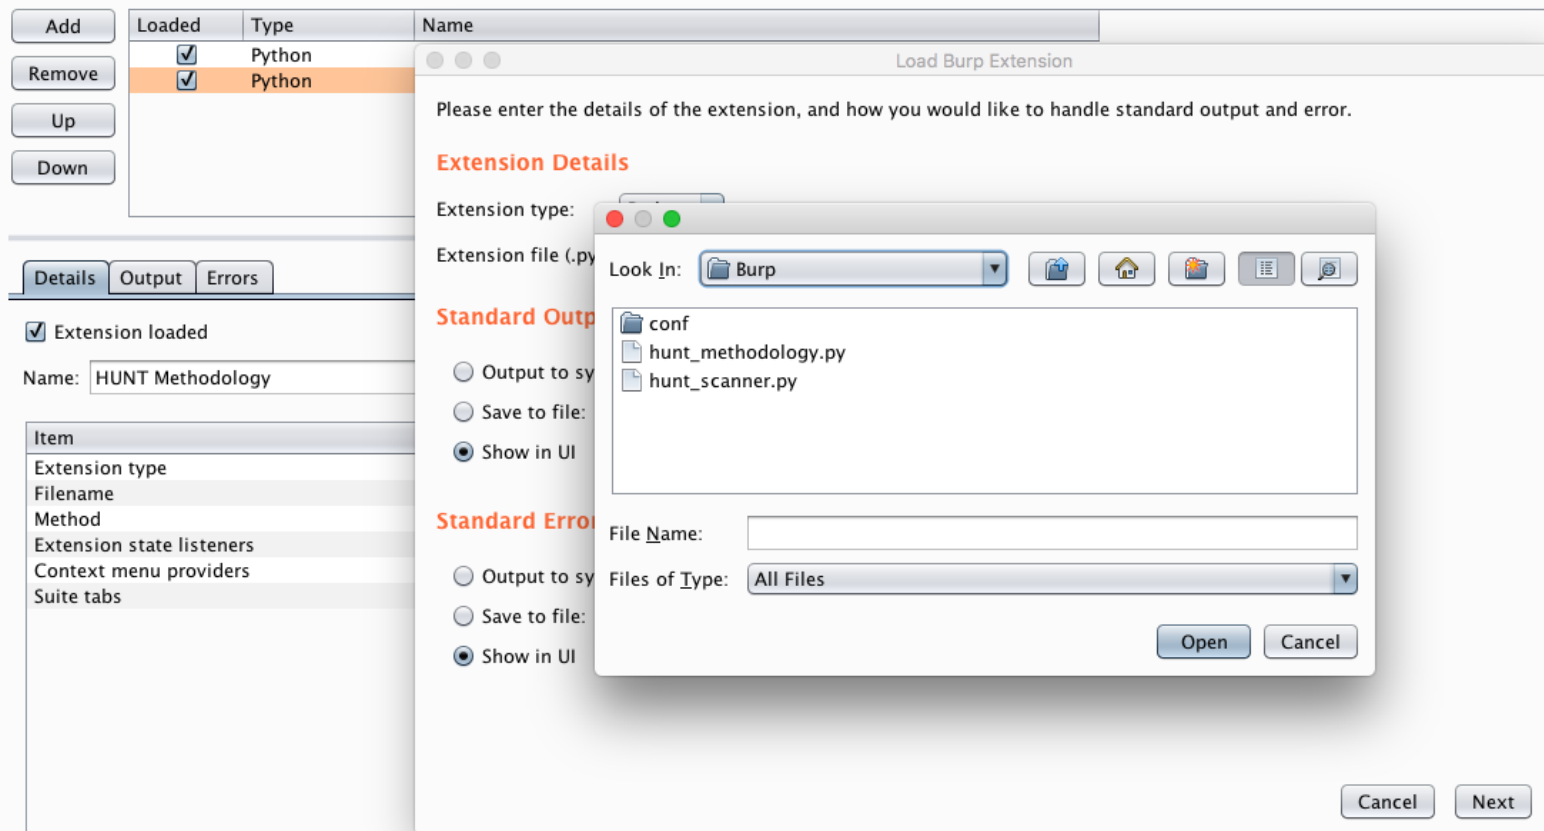 Add
Remove
Up
Down
Loaded Type Name
Python
Python
Load Burp Extension
Please enter the details of the extension, and how you would like to handle standard output and error.
Extension Details
Extension type:
Extension file (.py
Standard Outp
Output to sy
Save to file:
Show in UI
Standard Erro
Output to sy
Save to file:
Show in UI
Cancel Next
Look In: Burp
conf
hunt_methodology.py
hunt_scanner.py
File Name:
Files of Type: All Files
Open Cancel
Details Output Errors
Extension loaded
Name: HUNT Methodology
Item
Extension type
Filename
Method
Extension state listeners
Context menu providers
Suite tabs